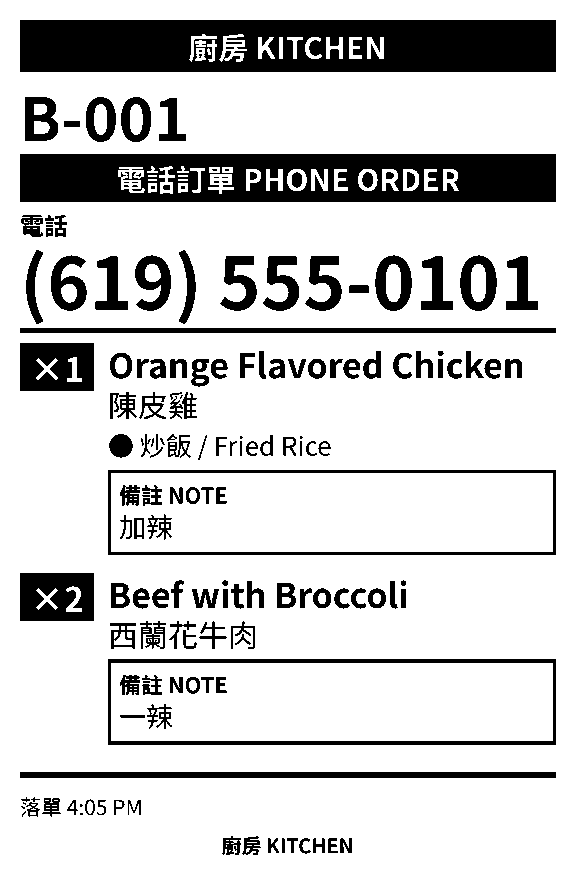 廚房 KITCHEN
B-001
電話訂單 PHONE ORDER
電話
(619) 555-0101
×1 Orange Flavored Chicken
陳皮雞
● 炒飯 / Fried Rice
備註 NOTE
加辣
×2 Beef with Broccoli
西蘭花牛肉
備註 NOTE
一辣
落單 4:05 PM
廚房 KITCHEN